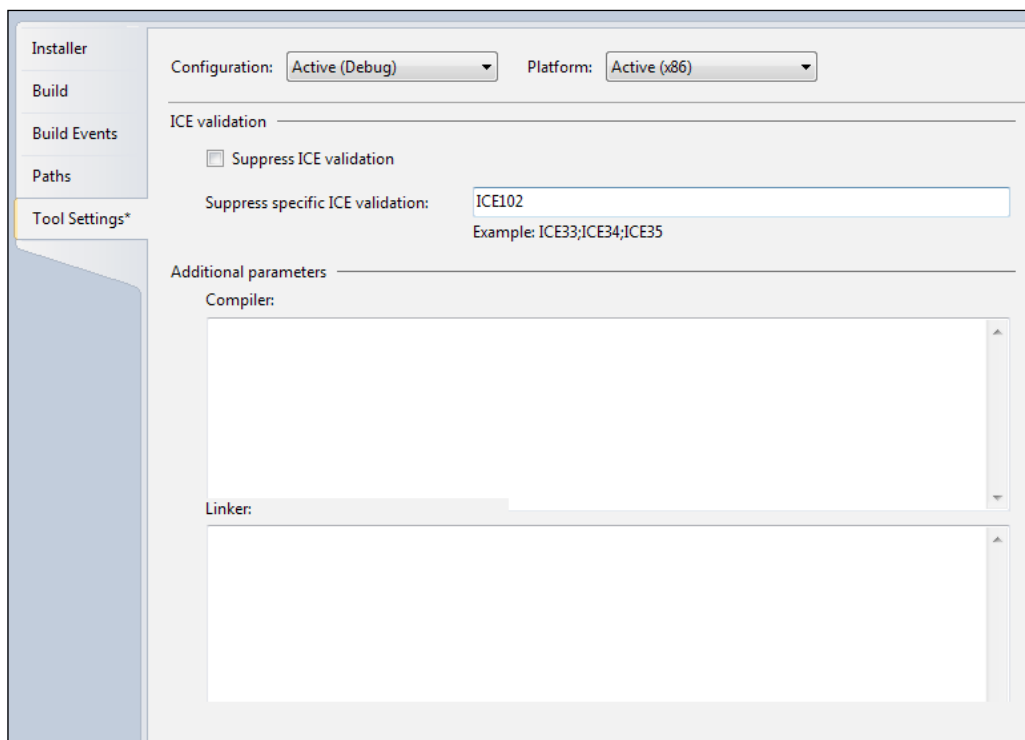 Installer
Build
Build Events
Paths
Tool Settings*
Configuration: Active (Debug) Platform: Active (x86)
ICE validation
Suppress ICE validation
Suppress specific ICE validation: ICE102
Example: ICE33;ICE34;ICE35
Additional parameters
Compiler:
Linker: